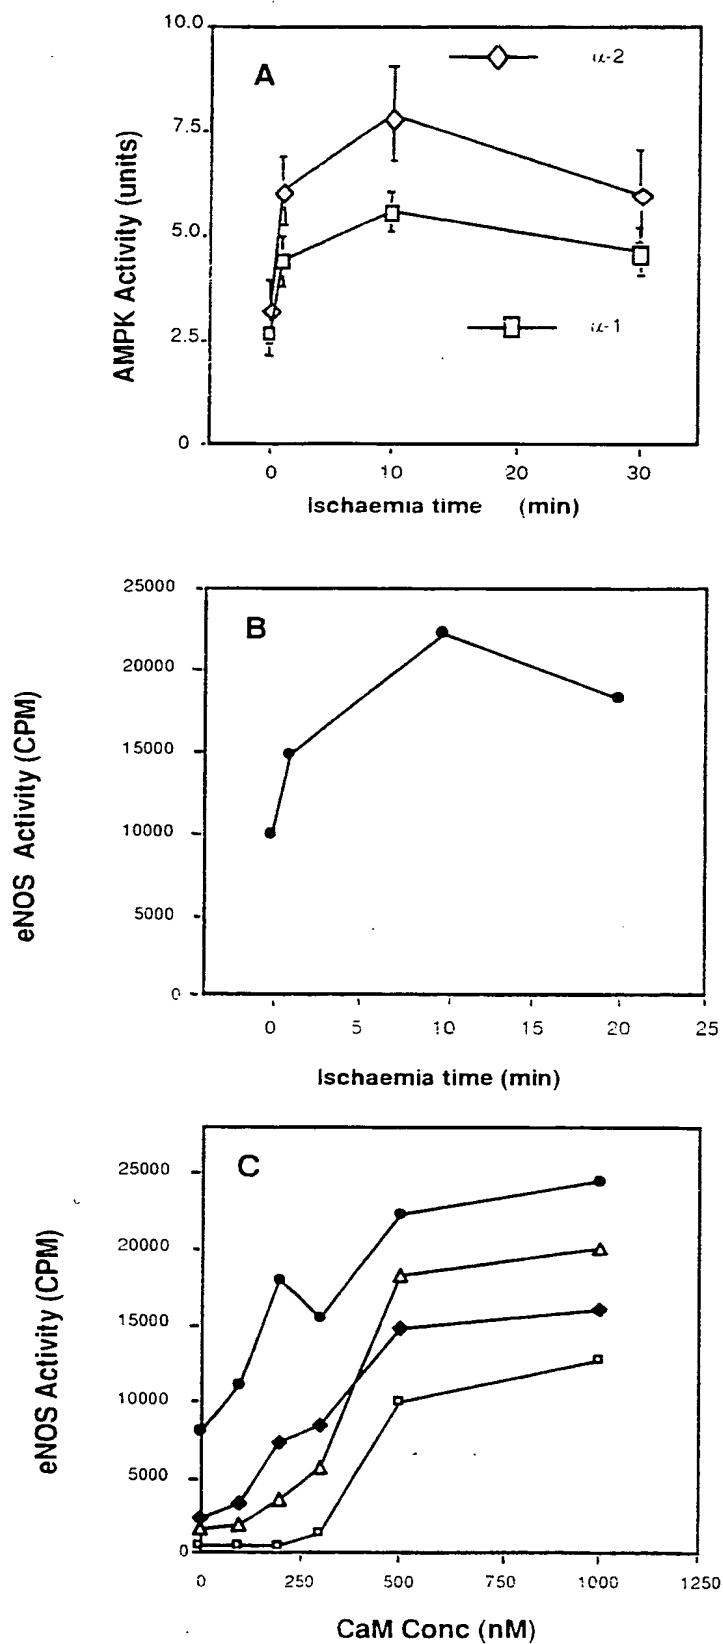 10.0
A
α-2
7.5
AMPK Activity (units)
5.0
α-1
2.5
0
0 10 20 30
Ischaemia time (min)
25000
B
20000
eNOS Activity (CPM)
15000
10000
5000
0
0 5 10 15 20 25
Ischaemia time (min)
C
25000
20000
eNOS Activity (CPM)
15000
10000
5000
0
0 250 500 750 1000 1250
CaM Conc (nM)